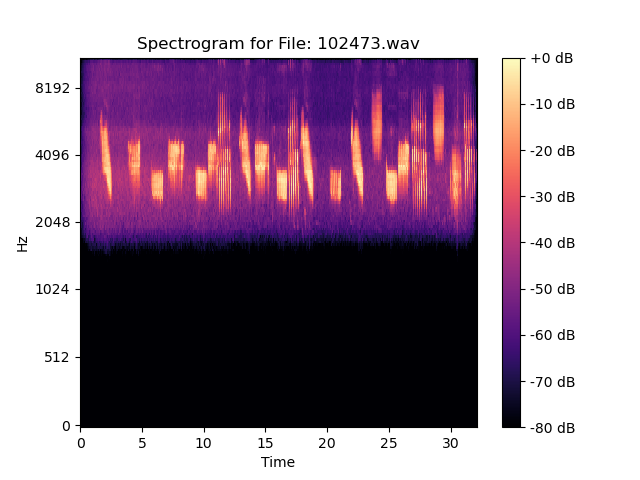 Spectrogram for File: 102473.wav
8192
4096
2048
1024
512
0
Hz
0 5 10 15 20 25 30
Time
+0 dB
-10 dB
-20 dB
-30 dB
-40 dB
-50 dB
-60 dB
-70 dB
-80 dB